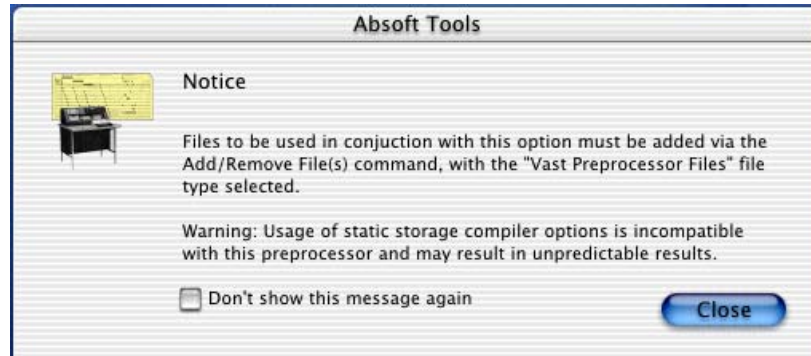 Absoft Tools
Notice
Files to be used in conjuction with this option must be added via the
Add/Remove File(s) command, with the "Vast Preprocessor Files" file
type selected.
Warning: Usage of static storage compiler options is incompatible
with this preprocessor and may result in unpredictable results.
Don't show this message again
Close